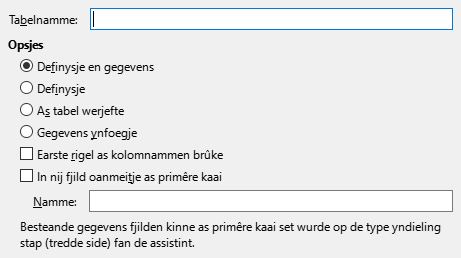 Tabelnamme:
Opsjes
Definysje en gegevens
Definysje
As tabel werjefte
Gegevens ynfoegje
Earste rigel as kolomnammen brûke
In nij fjild oanmeitje as primêre kaai
Namme:
Besteande gegevens fjilden kinne as primêre kaai set wurde op de type yndieling
stap (tredde side) fan de assistint.